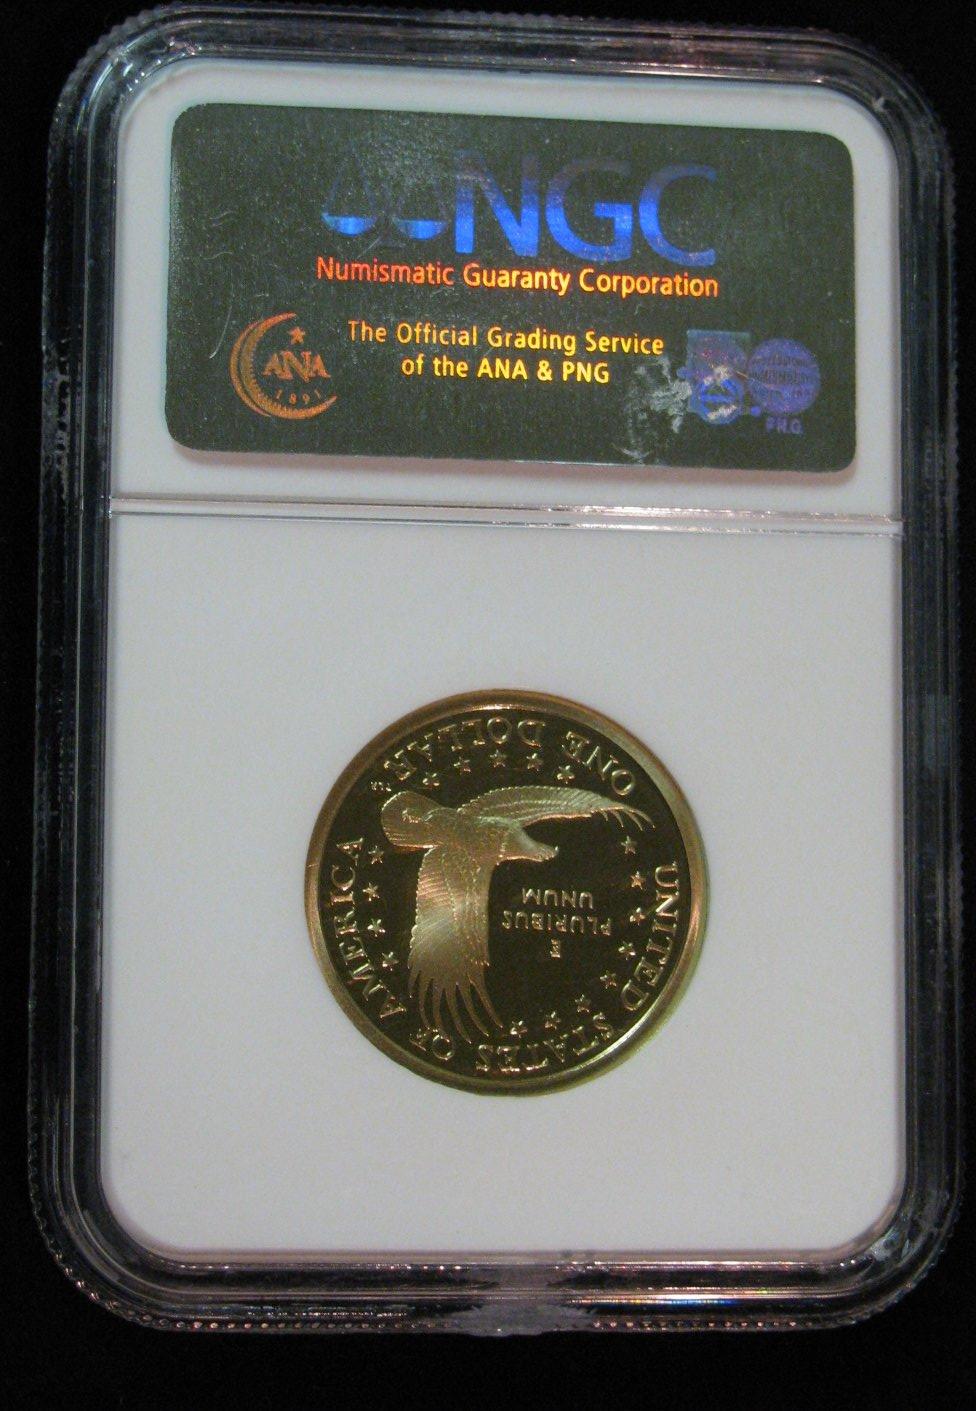 NGC
Numismatic Guaranty Corporation
The Official Grading Service
of the ANA & PNG
ANA
1891
P.N.G.
UNITED STATES OF AMERICA
E
PLURIBUS
UNUM
ONE DOLLAR